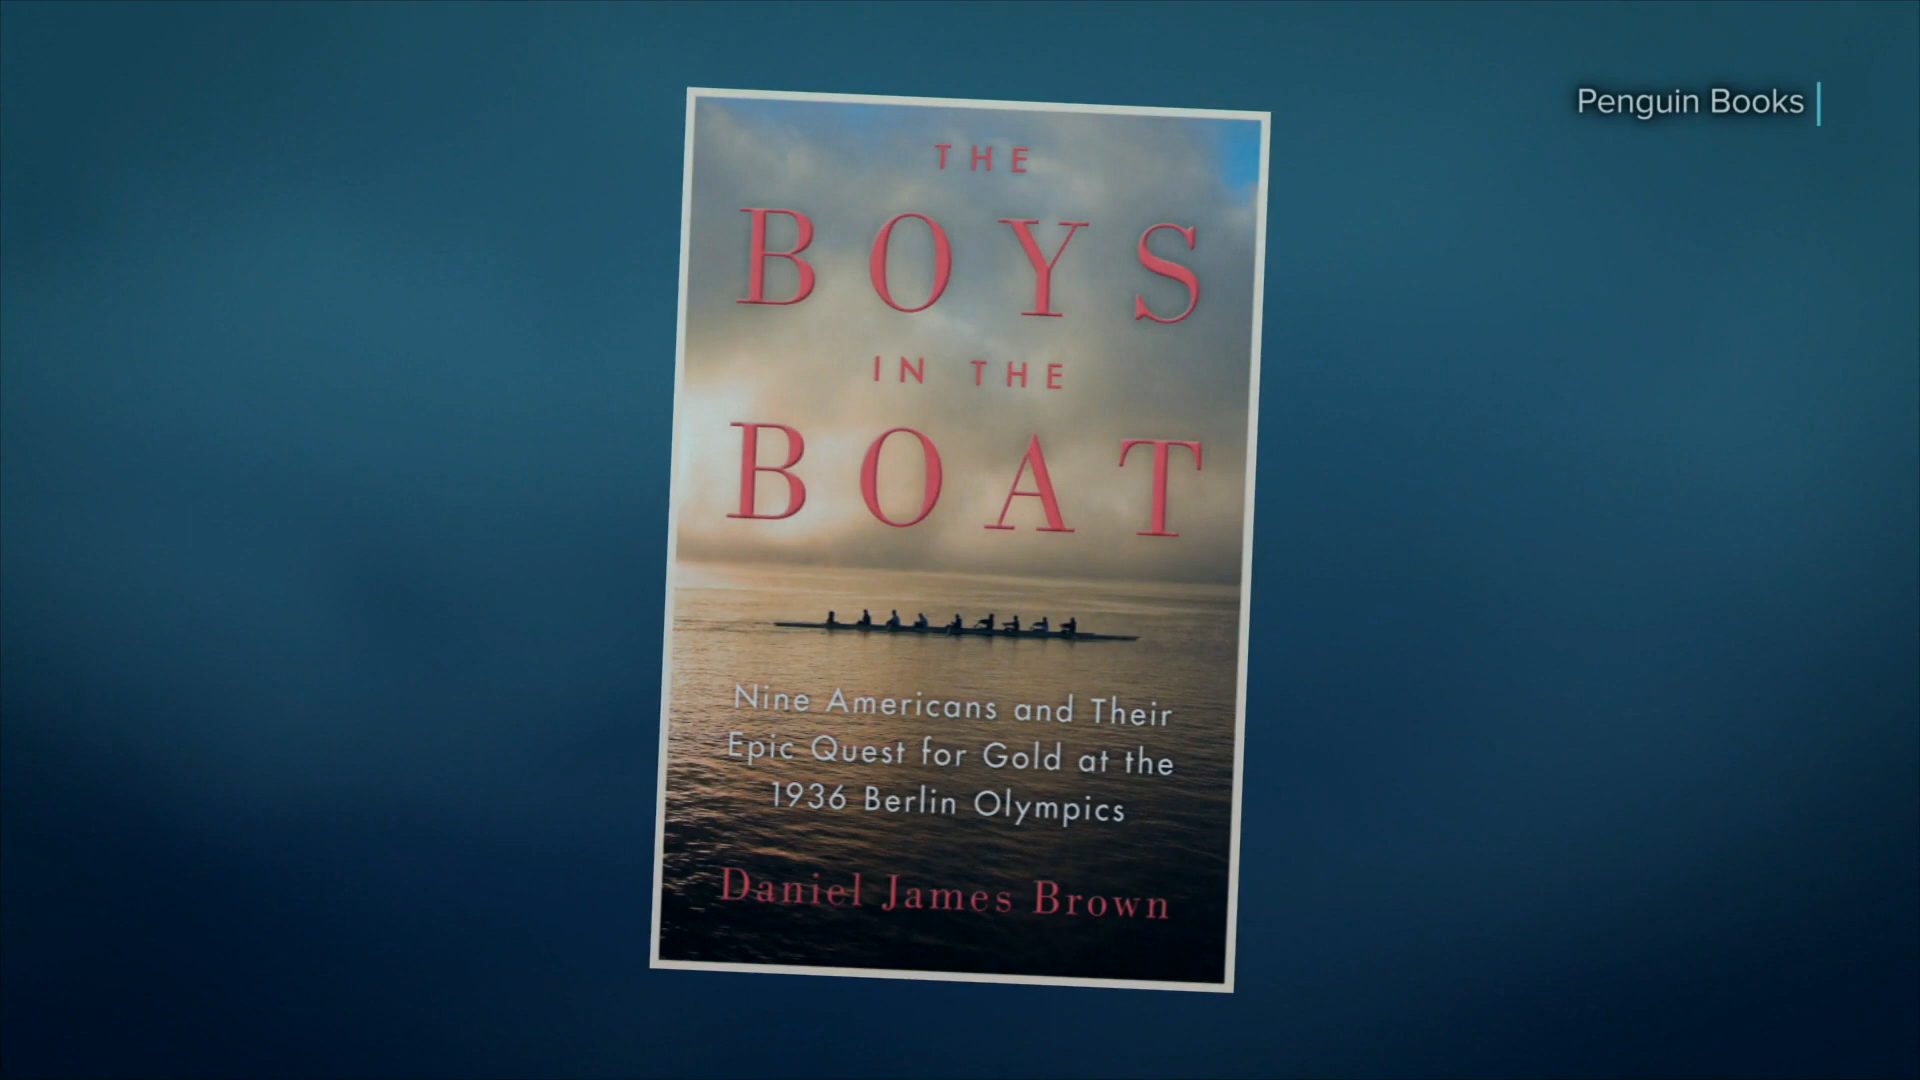 Penguin Books
THE
BOYS
IN THE
BOAT
Nine Americans and Their
Epic Quest for Gold at the
1936 Berlin Olympics
Daniel James Brown